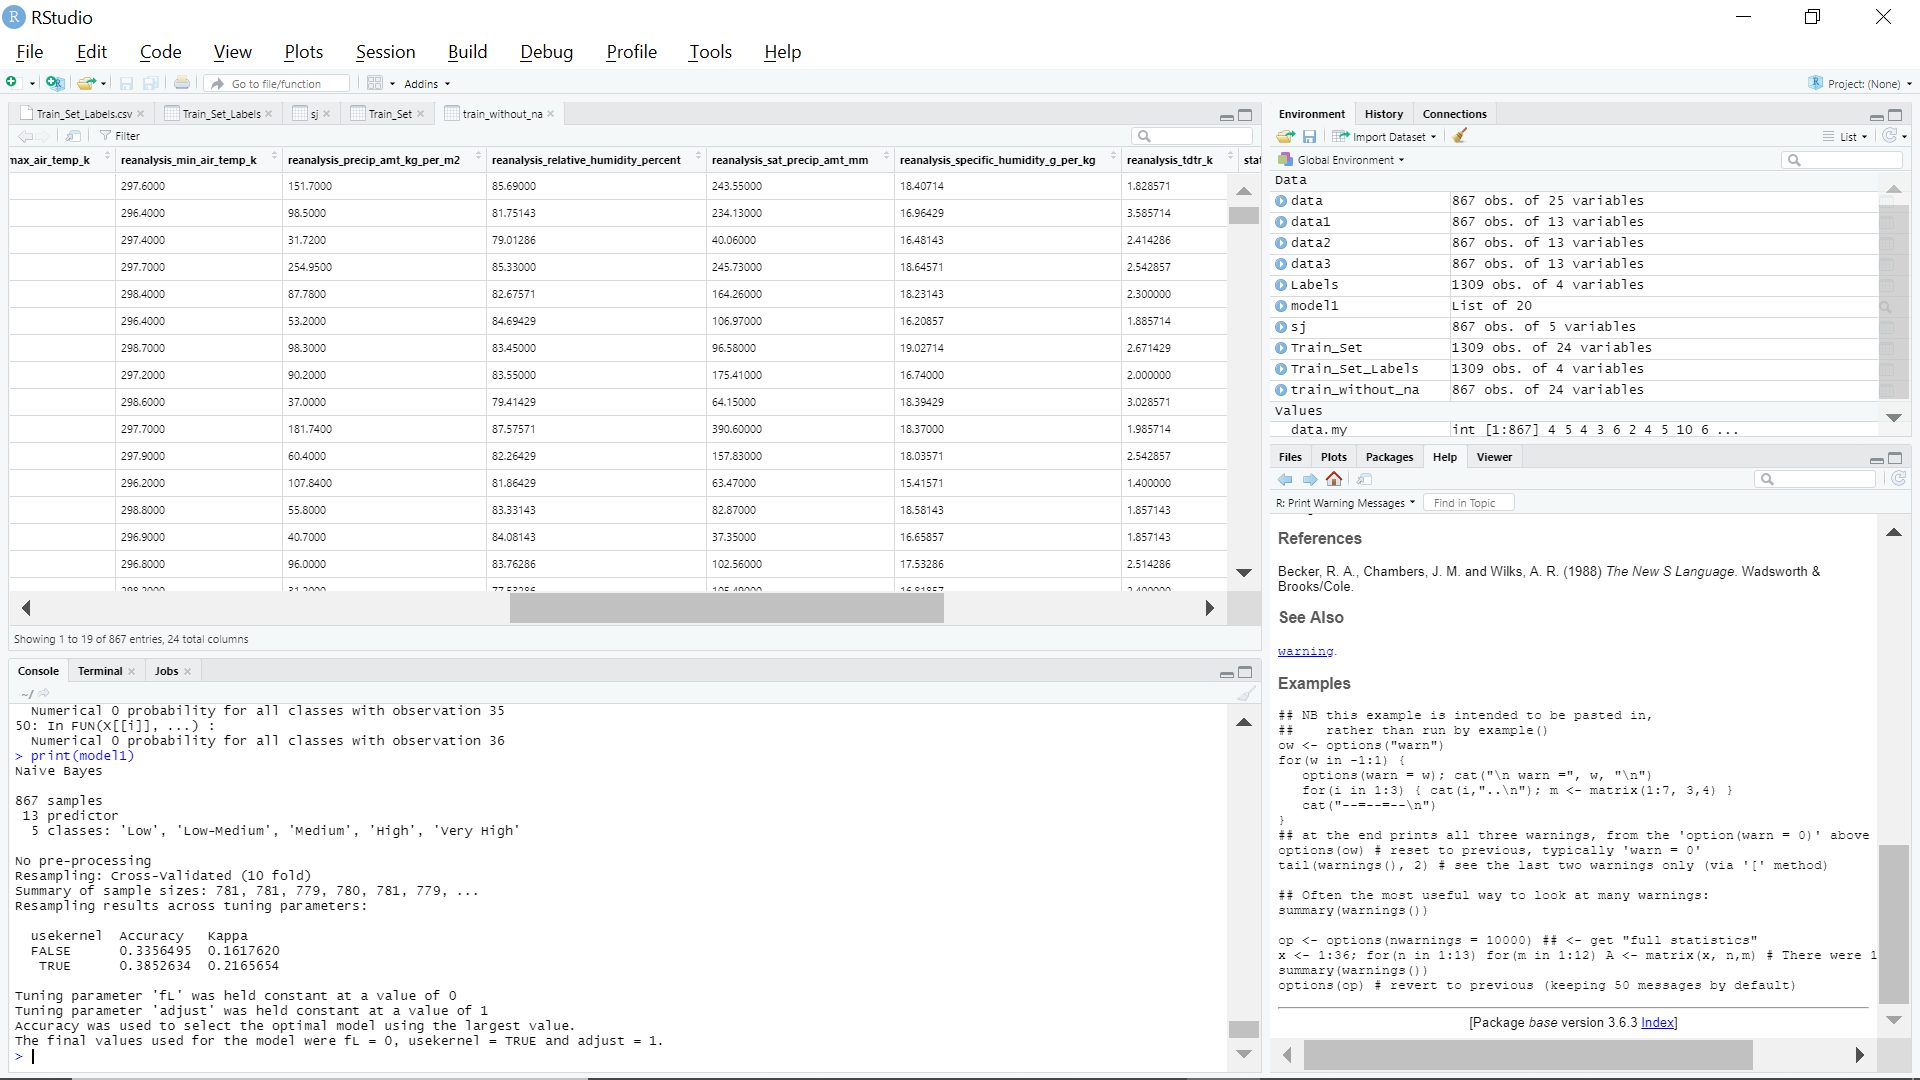 RStudio
File Edit Code View Plots Session Build Debug Profile Tools Help
Go to file/function Addins Project: (None)
Train_Set_Labels.csv Train_Set_Labels sj Train_Set train_without_na
Filter
max_air_temp_k reanalysis_min_air_temp_k reanalysis_precip_amt_kg_per_m2 reanalysis_relative_humidity_percent reanalysis_sat_precip_amt_mm reanalysis_specific_humidity_g_per_kg reanalysis_tdtr_k stat
297.6000 151.7000 85.69000 243.55000 18.40714 1.828571
296.4000 98.5000 81.75143 234.13000 16.96429 3.585714
297.4000 31.7200 79.01286 40.06000 16.48143 2.414286
297.7000 254.9500 85.33000 245.73000 18.64571 2.542857
298.4000 87.7800 82.67571 164.26000 18.23143 2.300000
296.4000 53.2000 84.69429 106.97000 16.20857 1.885714
298.7000 98.3000 83.45000 96.58000 19.02714 2.671429
297.2000 90.2000 83.55000 175.41000 16.74000 2.000000
298.6000 37.0000 79.41429 64.15000 18.39429 3.028571
297.7000 181.7400 87.57571 390.60000 18.37000 1.985714
297.9000 60.4000 82.26429 157.83000 18.03571 2.542857
296.2000 107.8400 81.86429 63.47000 15.41571 1.400000
298.8000 55.8000 83.33143 82.87000 18.58143 1.857143
296.9000 40.7000 84.08143 37.35000 16.65857 1.857143
296.8000 96.0000 83.76286 102.56000 17.53286 2.514286
Showing 1 to 19 of 867 entries, 24 total columns
Console Terminal Jobs
~/
Numerical 0 probability for all classes with observation 35
50: In FUN(X[[i]], ...) :
Numerical 0 probability for all classes with observation 36
> print(model1)
Naive Bayes
867 samples
13 predictor
5 classes: 'Low', 'Low-Medium', 'Medium', 'High', 'Very High'
No pre-processing
Resampling: Cross-Validated (10 fold)
Summary of sample sizes: 781, 781, 779, 780, 781, 779, ...
Resampling results across tuning parameters:
usekernel Accuracy Kappa
FALSE 0.3356495 0.1617620
TRUE 0.3852634 0.2165654
Tuning parameter 'fL' was held constant at a value of 0
Tuning parameter 'adjust' was held constant at a value of 1
Accuracy was used to select the optimal model using the largest value.
The final values used for the model were fL = 0, usekernel = TRUE and adjust = 1.
>
Environment History Connections
Import Dataset List
Global Environment
Data
data 867 obs. of 25 variables
data1 867 obs. of 13 variables
data2 867 obs. of 13 variables
data3 867 obs. of 13 variables
Labels 1309 obs. of 4 variables
model1 List of 20
sj 867 obs. of 5 variables
Train_Set 1309 obs. of 24 variables
Train_Set_Labels 1309 obs. of 4 variables
train_without_na 867 obs. of 24 variables
Values
data.my int [1:867] 4 5 4 3 6 2 4 5 10 6 ...
Files Plots Packages Help Viewer
R: Print Warning Messages Find in Topic
References
Becker, R. A., Chambers, J. M. and Wilks, A. R. (1988) The New S Language. Wadsworth &
Brooks/Cole.
See Also
warning.
Examples
## NB this example is intended to be pasted in,
## rather than run by example()
ow <- options("warn")
for(w in -1:1) {
options(warn = w); cat("\n warn =", w, "\n")
for(i in 1:3) { cat(i,"..\n"); m <- matrix(1:7, 3,4) }
cat("--=--=--\n")
}
## at the end prints all three warnings, from the 'option(warn = 0)' above
options(ow) # reset to previous, typically 'warn = 0'
tail(warnings(), 2) # see the last two warnings only (via '[' method)
## Often the most useful way to look at many warnings:
summary(warnings())
op <- options(nwarnings = 10000) ## <- get "full statistics"
x <- 1:36; for(n in 1:13) for(m in 1:12) A <- matrix(x, n,m) # There were 1
summary(warnings())
options(op) # revert to previous (keeping 50 messages by default)
[Package base version 3.6.3 Index]